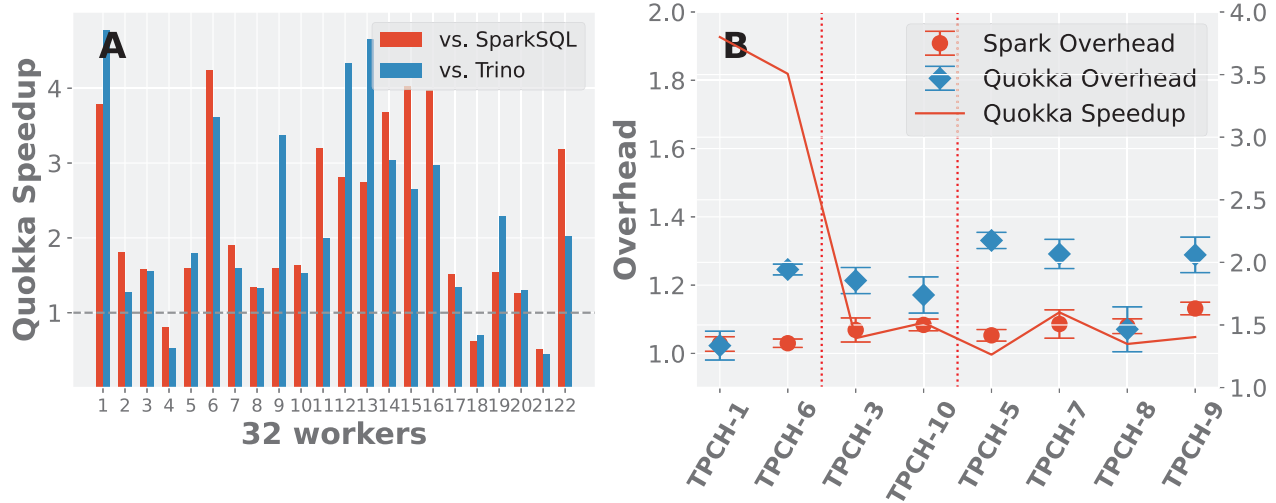 A
vs. SparkSQL
vs. Trino
Quokka Speedup
4
3
2
1
1 2 3 4 5 6 7 8 9 10 11 12 13 14 15 16 17 18 19 20 21 22
32 workers
B
Spark Overhead
Quokka Overhead
Quokka Speedup
Overhead
2.0
1.8
1.6
1.4
1.2
1.0
4.0
3.5
3.0
2.5
2.0
1.5
1.0
TPCH-1
TPCH-6
TPCH-3
TPCH-10
TPCH-5
TPCH-7
TPCH-8
TPCH-9